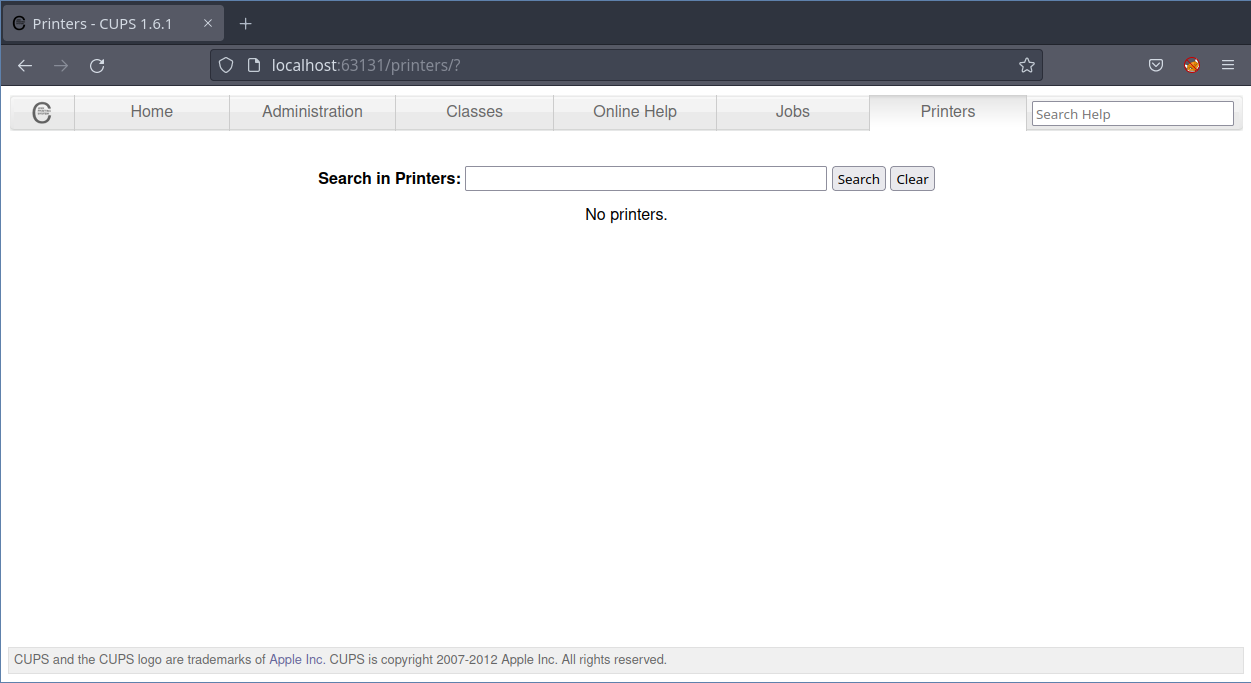 Printers - CUPS 1.6.1
localhost:63131/printers/?
Home Administration Classes Online Help Jobs Printers Search Help
Search in Printers: Search Clear
No printers.
CUPS and the CUPS logo are trademarks of Apple Inc. CUPS is copyright 2007-2012 Apple Inc. All rights reserved.